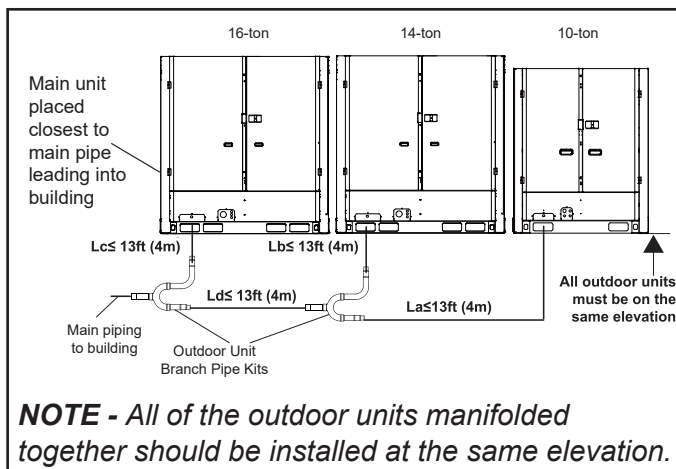 16-ton
14-ton
10-ton
Main unit
placed
closest to
main pipe
leading into
building
Lc≤ 13ft (4m)
Lb≤ 13ft (4m)
Ld≤ 13ft (4m)
La≤13ft (4m)
All outdoor units
must be on the
same elevation
Main piping
to building
Outdoor Unit
Branch Pipe Kits
NOTE - All of the outdoor units manifolded
together should be installed at the same elevation.